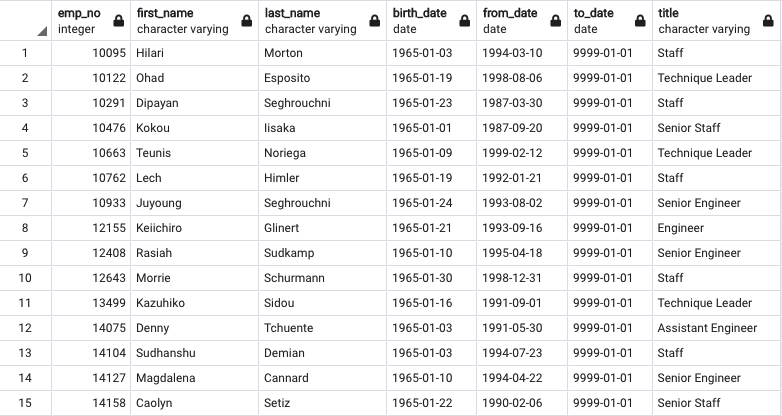 emp_no first_name last_name birth_date from_date to_date title
integer character varying character varying date date date character varying
1 10095 Hilari Morton 1965-01-03 1994-03-10 9999-01-01 Staff
2 10122 Ohad Esposito 1965-01-19 1998-08-06 9999-01-01 Technique Leader
3 10291 Dipayan Seghrouchni 1965-01-23 1987-03-30 9999-01-01 Staff
4 10476 Kokou Iisaka 1965-01-01 1987-09-20 9999-01-01 Senior Staff
5 10663 Teunis Noriega 1965-01-09 1999-02-12 9999-01-01 Technique Leader
6 10762 Lech Himler 1965-01-19 1992-01-21 9999-01-01 Staff
7 10933 Juyoung Seghrouchni 1965-01-24 1993-08-02 9999-01-01 Senior Engineer
8 12155 Keiichiro Glinert 1965-01-21 1993-09-16 9999-01-01 Engineer
9 12408 Rasiah Sudkamp 1965-01-10 1995-04-18 9999-01-01 Senior Engineer
10 12643 Morrie Schurmann 1965-01-30 1998-12-31 9999-01-01 Staff
11 13499 Kazuhiko Sidou 1965-01-16 1991-09-01 9999-01-01 Technique Leader
12 14075 Denny Tchuente 1965-01-03 1991-05-30 9999-01-01 Assistant Engineer
13 14104 Sudhanshu Demian 1965-01-03 1994-07-23 9999-01-01 Staff
14 14127 Magdalena Cannard 1965-01-10 1994-04-22 9999-01-01 Senior Engineer
15 14158 Caolyn Setiz 1965-01-22 1990-02-06 9999-01-01 Senior Staff